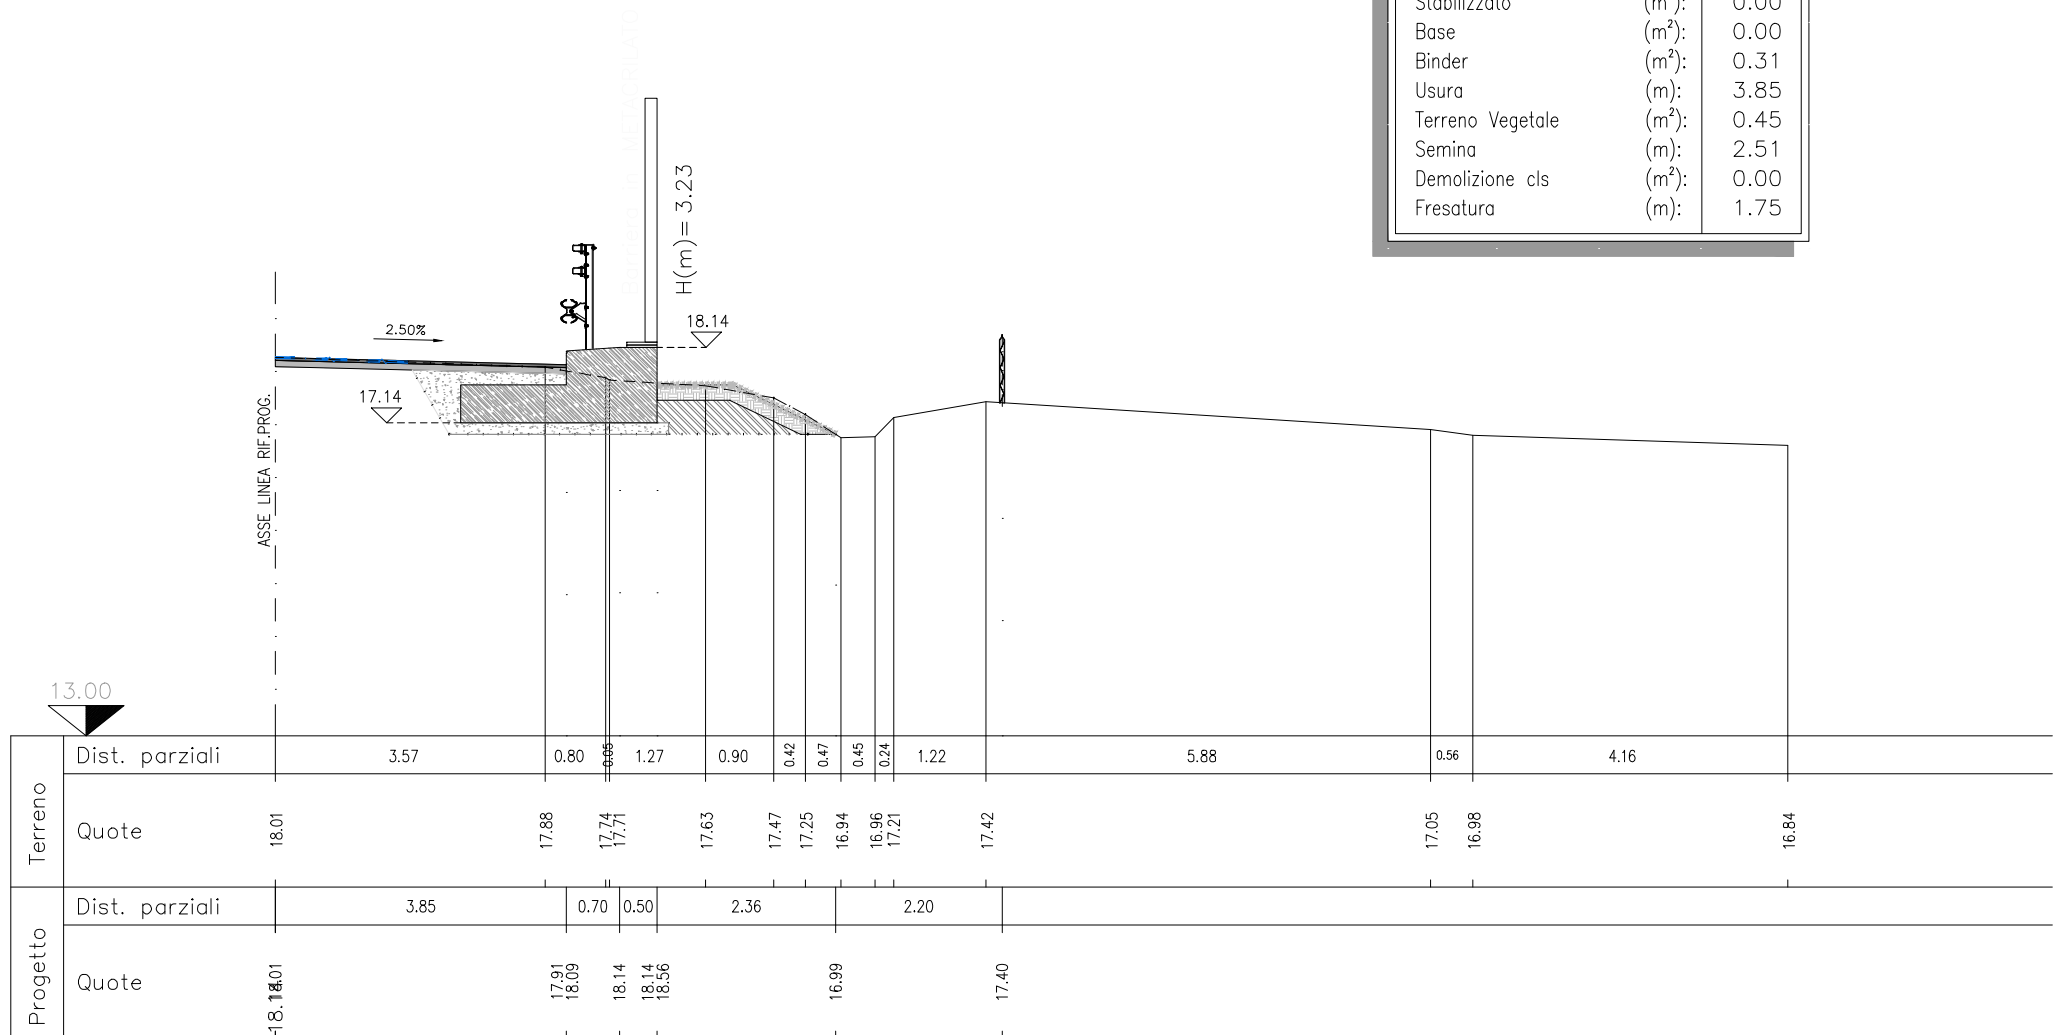 Stabilizzato (m²): 0.00
Base (m²): 0.00
Binder (m²): 0.31
Usura (m): 3.85
Terreno Vegetale (m²): 0.45
Semina (m): 2.51
Demolizione cls (m²): 0.00
Fresatura (m): 1.75
H(m)= 3.23
18.14
2.50%
17.14
ASSE LINEA RIF.PROG.
13.00
Terreno
Dist. parziali 3.57 0.80 0.05 1.27 0.90 0.42 0.47 0.45 0.24 1.22 5.88 0.56 4.16
Quote 18.01 17.88 17.74 17.71 17.63 17.47 17.25 16.94 16.96 17.21 17.42 17.05 16.98 16.84
Progetto
Dist. parziali 3.85 0.70 0.50 2.36 2.20
Quote 17.91 18.09 18.14 18.14 18.56 16.99 17.40